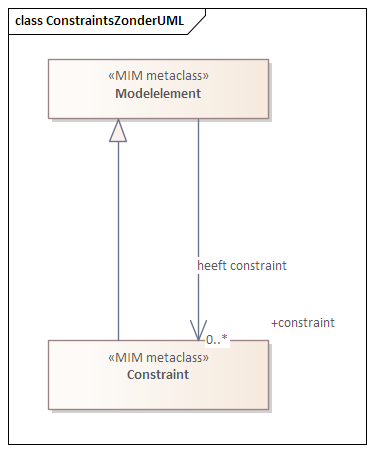 class ConstraintsZonderUML
«MIM metaclass»
Modelelement
heeft constraint
+constraint
0..*
«MIM metaclass»
Constraint